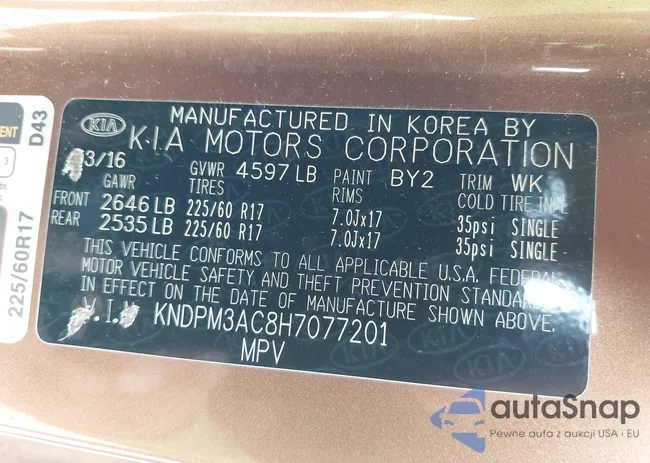 MANUFACTURED IN KOREA BY
KIA KIA MOTORS CORPORATION
3/16
GVWR 4597 LB PAINT BY2 TRIM WK
GAWR TIRES RIMS COLD TIRE INFL
FRONT 2646 LB 225/60 R17 7.0Jx17 35psi SINGLE
REAR 2535 LB 225/60 R17 7.0Jx17 35psi SINGLE
THIS VEHICLE CONFORMS TO ALL APPLICABLE U.S.A. FEDERAL
MOTOR VEHICLE SAFETY AND THEFT PREVENTION STANDARD
IN EFFECT ON THE DATE OF MANUFACTURE SHOWN ABOVE.
V.I.N KNDPM3AC8H7077201
MPV
D43
225/60R17
3
autaSnap
Pewne auta z aukcji USA i EU